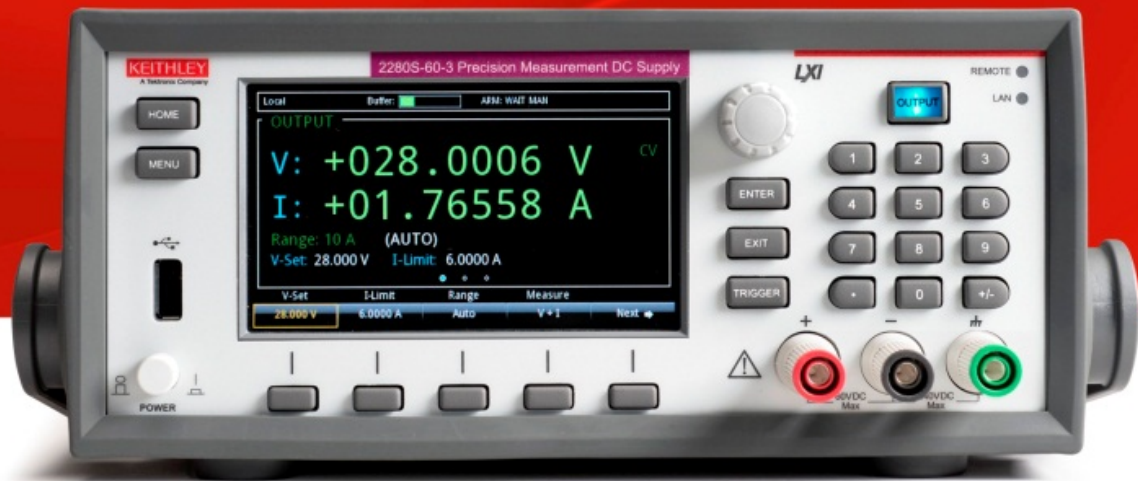 KEITHLEY
A Tektronix Company
2280S-60-3 Precision Measurement DC Supply
LXI
REMOTE
LAN
HOME
MENU
Local Buffer: ARM: WAIT MAN
OUTPUT
CV
V: +028.0006 V
I: +01.76558 A
Range: 10 A (AUTO)
V-Set: 28.000 V I-Limit: 6.0000 A
V-Set I-Limit Range Measure
28.000 V 6.0000 A Auto V + I Next
POWER
OUTPUT
ENTER
EXIT
TRIGGER
1 2 3
4 5 6
7 8 9
. 0 +/-
+ −
60VDC
Max
240VDC
Max